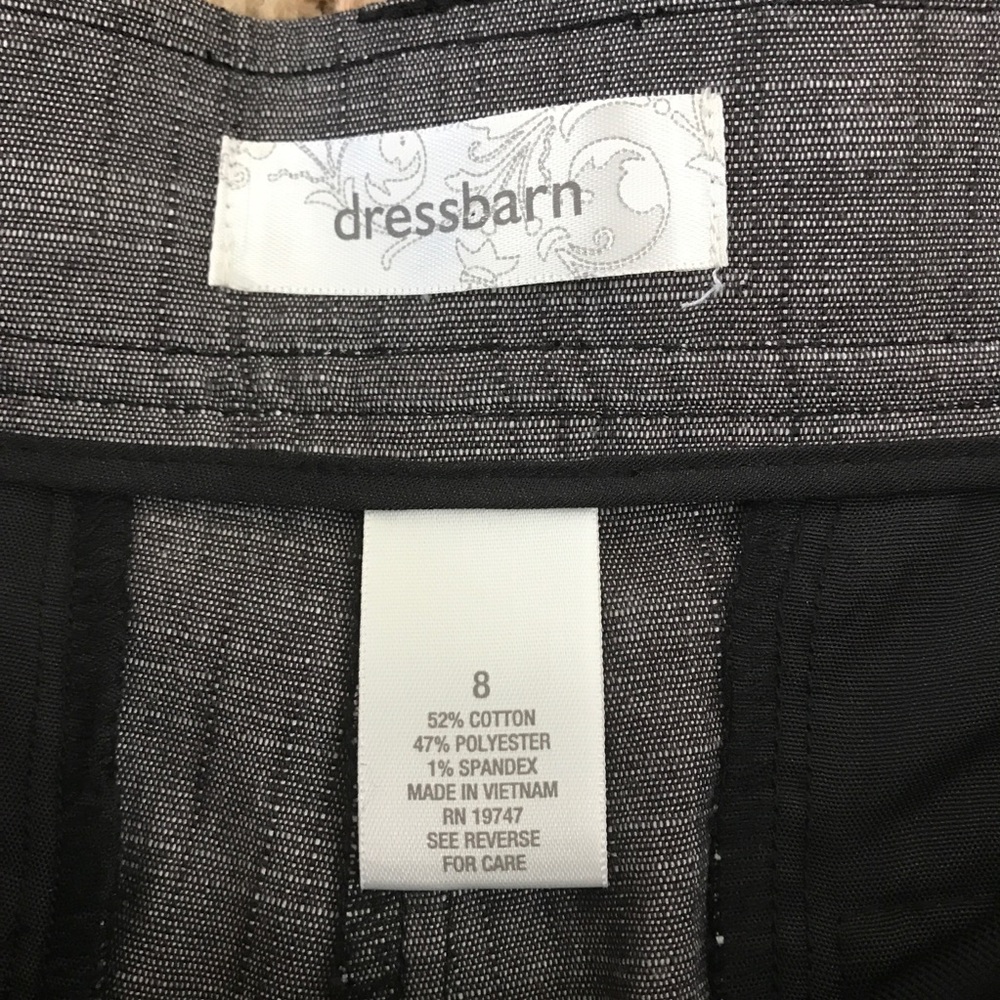 dressbarn
8
52% COTTON
47% POLYESTER
1% SPANDEX
MADE IN VIETNAM
RN 19747
SEE REVERSE
FOR CARE